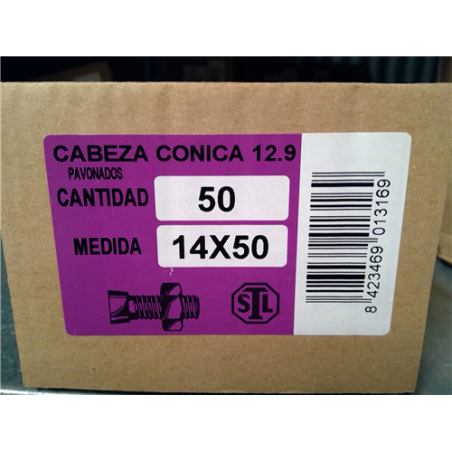 CABEZA CONICA 12.9
PAVONADOS
CANTIDAD 50
MEDIDA 14X50
STL
8 423469 013169